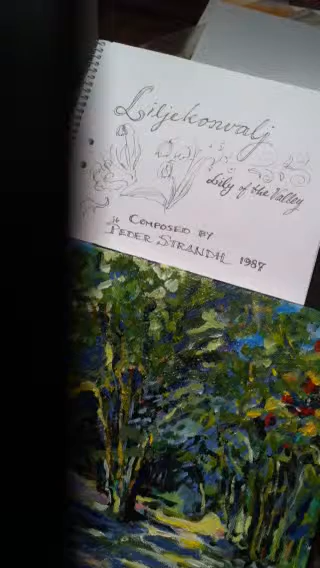 Liljekonvalj
Lily of the Valley
COMPOSED BY
PEDER STRANDH 1987